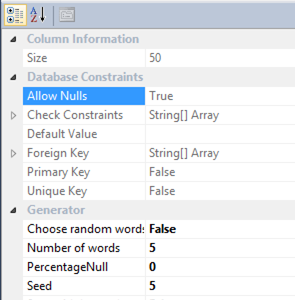 Column Information
Size 50
Database Constraints
Allow Nulls True
Check Constraints String[] Array
Default Value
Foreign Key String[] Array
Primary Key False
Unique Key False
Generator
Choose random words False
Number of words 5
PercentageNull 0
Seed 5